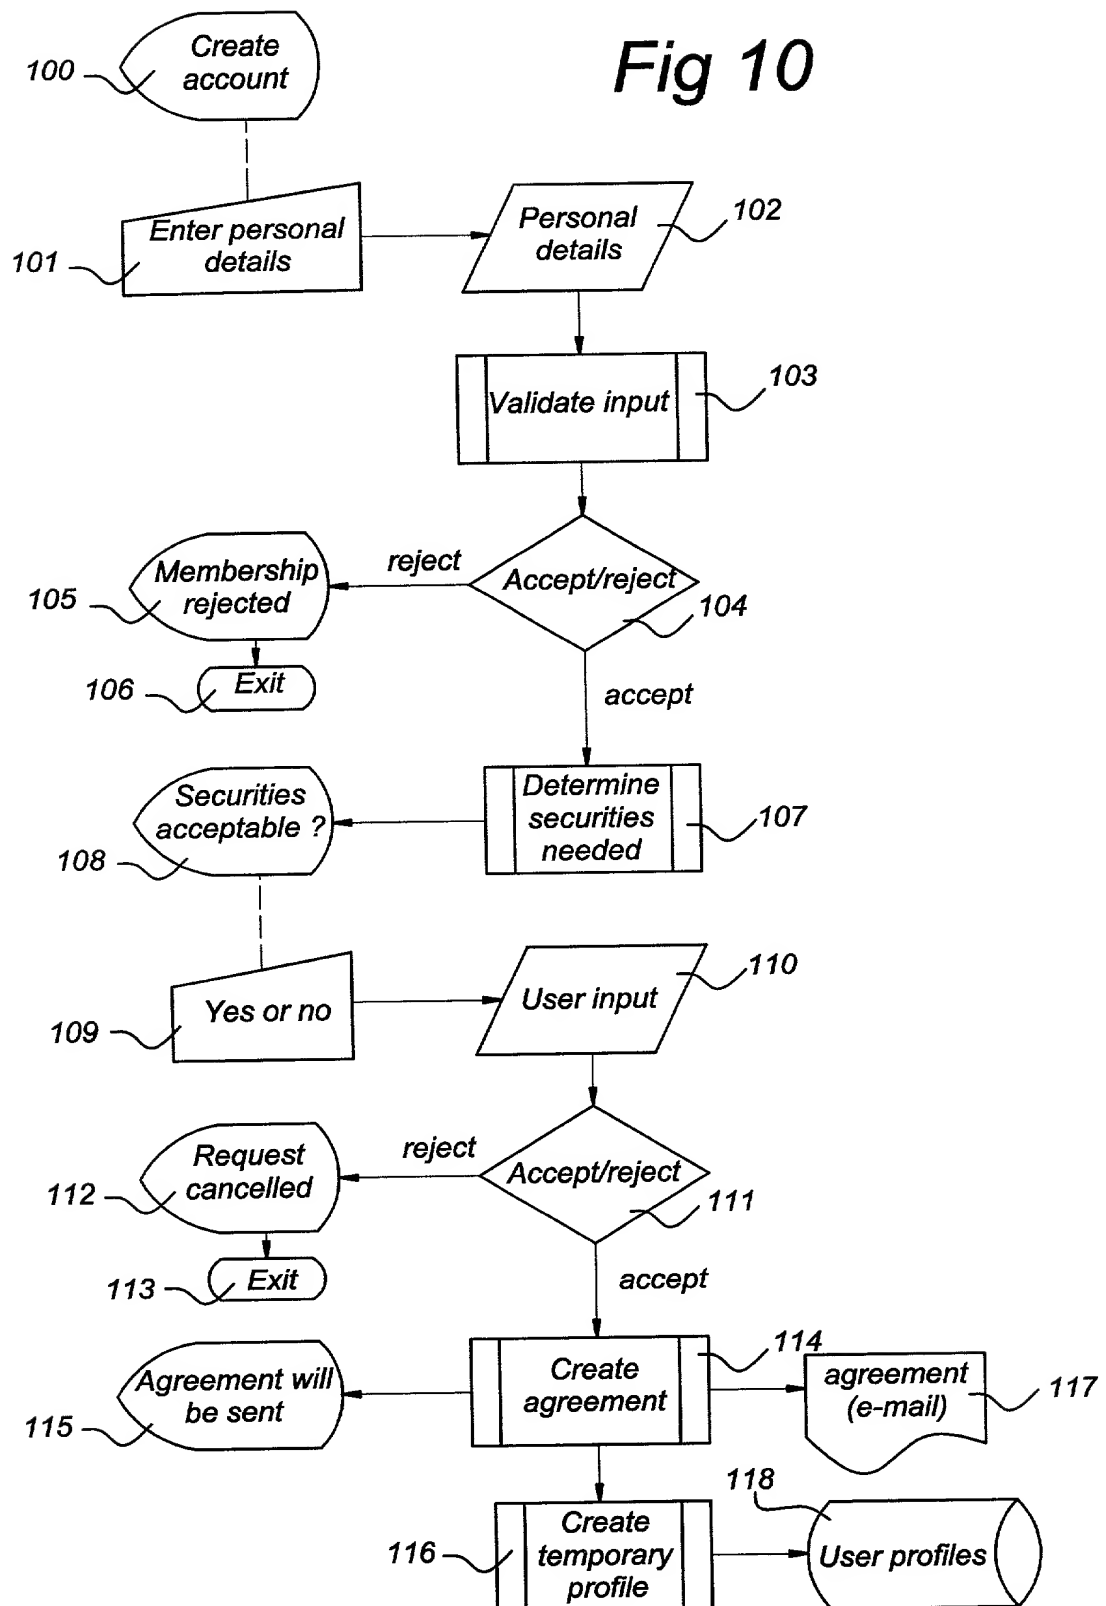 Fig 10
Create
account
100
Enter personal
details
101
Personal
details
102
Validate input
103
Accept/reject
104
reject
Membership
rejected
105
Exit
106
accept
Determine
securities
needed
107
Securities
acceptable ?
108
Yes or no
109
User input
110
Accept/reject
111
reject
Request
cancelled
112
Exit
113
accept
Create
agreement
114
Agreement will
be sent
115
agreement
(e-mail)
117
Create
temporary
profile
116
User profiles
118